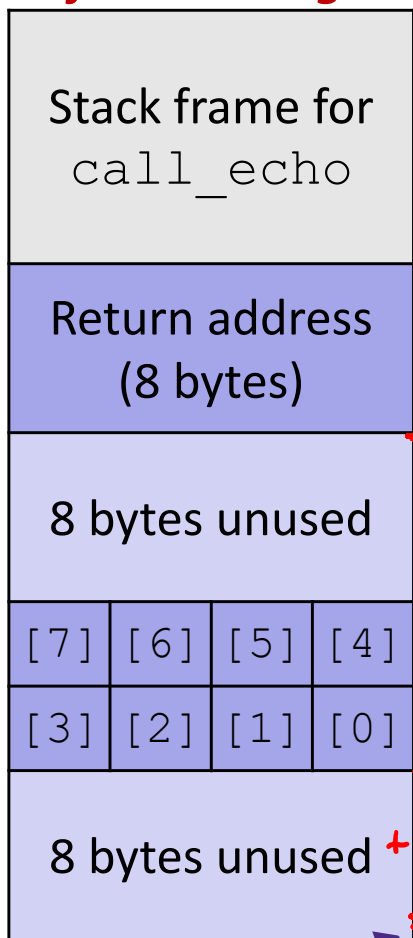 Stack frame for
call_echo
Return address
(8 bytes)
8 bytes unused
[7] [6] [5] [4]
[3] [2] [1] [0]
8 bytes unused